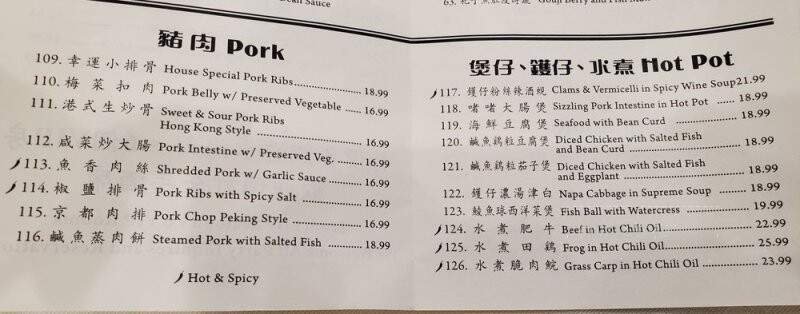 ean Sauce
豬肉 Pork
109. 幸運小排骨 House Special Pork Ribs 18.99
110. 梅菜扣肉 Pork Belly w/ Preserved Vegetable 16.99
111. 港式生炒骨 Sweet & Sour Pork Ribs
Hong Kong Style 16.99
112. 咸菜炒大腸 Pork Intestine w/ Preserved Veg. 16.99
113. 魚香肉絲 Shredded Pork w/ Garlic Sauce 16.99
114. 椒鹽排骨 Pork Ribs with Spicy Salt 16.99
115. 京都肉排 Pork Chop Peking Style 16.99
116. 鹹魚蒸肉餅 Steamed Pork with Salted Fish 18.99
Hot & Spicy
煲仔、鑊仔、水煮 Hot Pot
117. 鑊仔粉絲辣酒蜆 Clams & Vermicelli in Spicy Wine Soup 21.99
118. 啫啫大腸煲 Sizzling Pork Intestine in Hot Pot 18.99
119. 海鮮豆腐煲 Seafood with Bean Curd 18.99
120. 鹹魚鷄粒豆腐煲 Diced Chicken with Salted Fish
and Bean Curd 18.99
121. 鹹魚鷄粒茄子煲 Diced Chicken with Salted Fish
and Eggplant 18.99
122. 鑊仔濃湯津白 Napa Cabbage in Supreme Soup 18.99
123. 鯪魚球西洋菜煲 Fish Ball with Watercress 19.99
124. 水煮肥牛 Beef in Hot Chili Oil 22.99
125. 水煮田鷄 Frog in Hot Chili Oil 25.99
126. 水煮脆肉鯇 Grass Carp in Hot Chili Oil 23.99